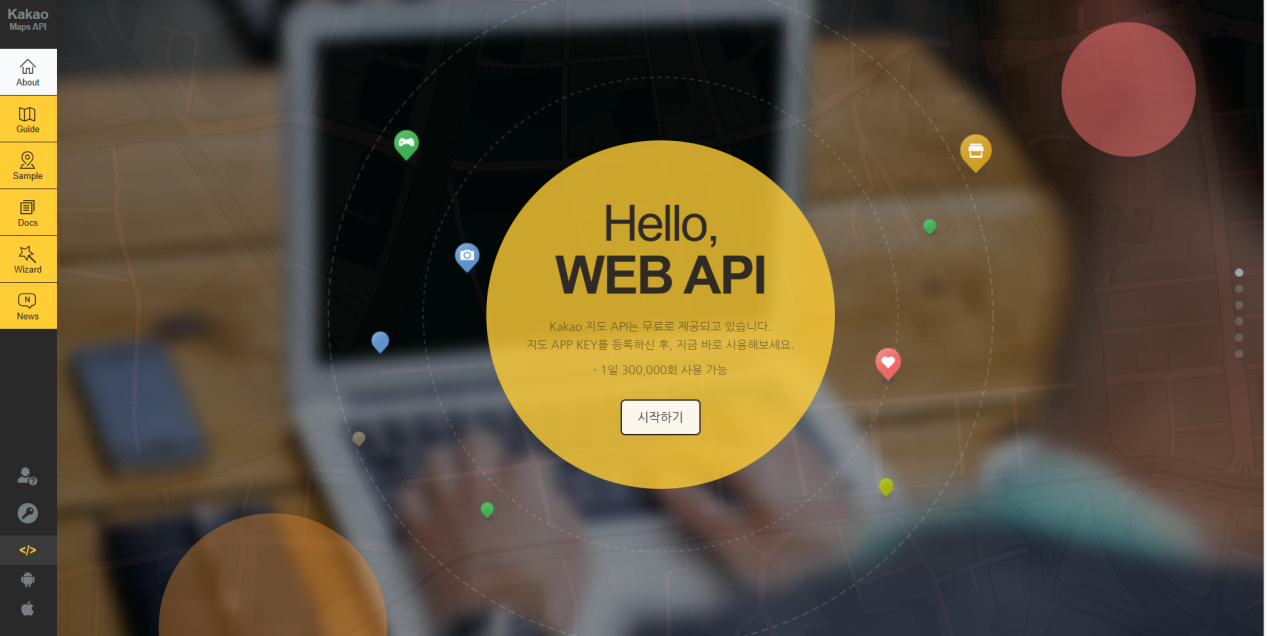 Kakao
Maps API
About
Guide
Sample
Docs
Wizard
N
News
?
</>
Hello,
WEB API
Kakao 지도 API는 무료로 제공되고 있습니다.
지도 APP KEY를 등록하신 후, 지금 바로 사용해보세요.
- 1일 300,000회 사용 가능
시작하기